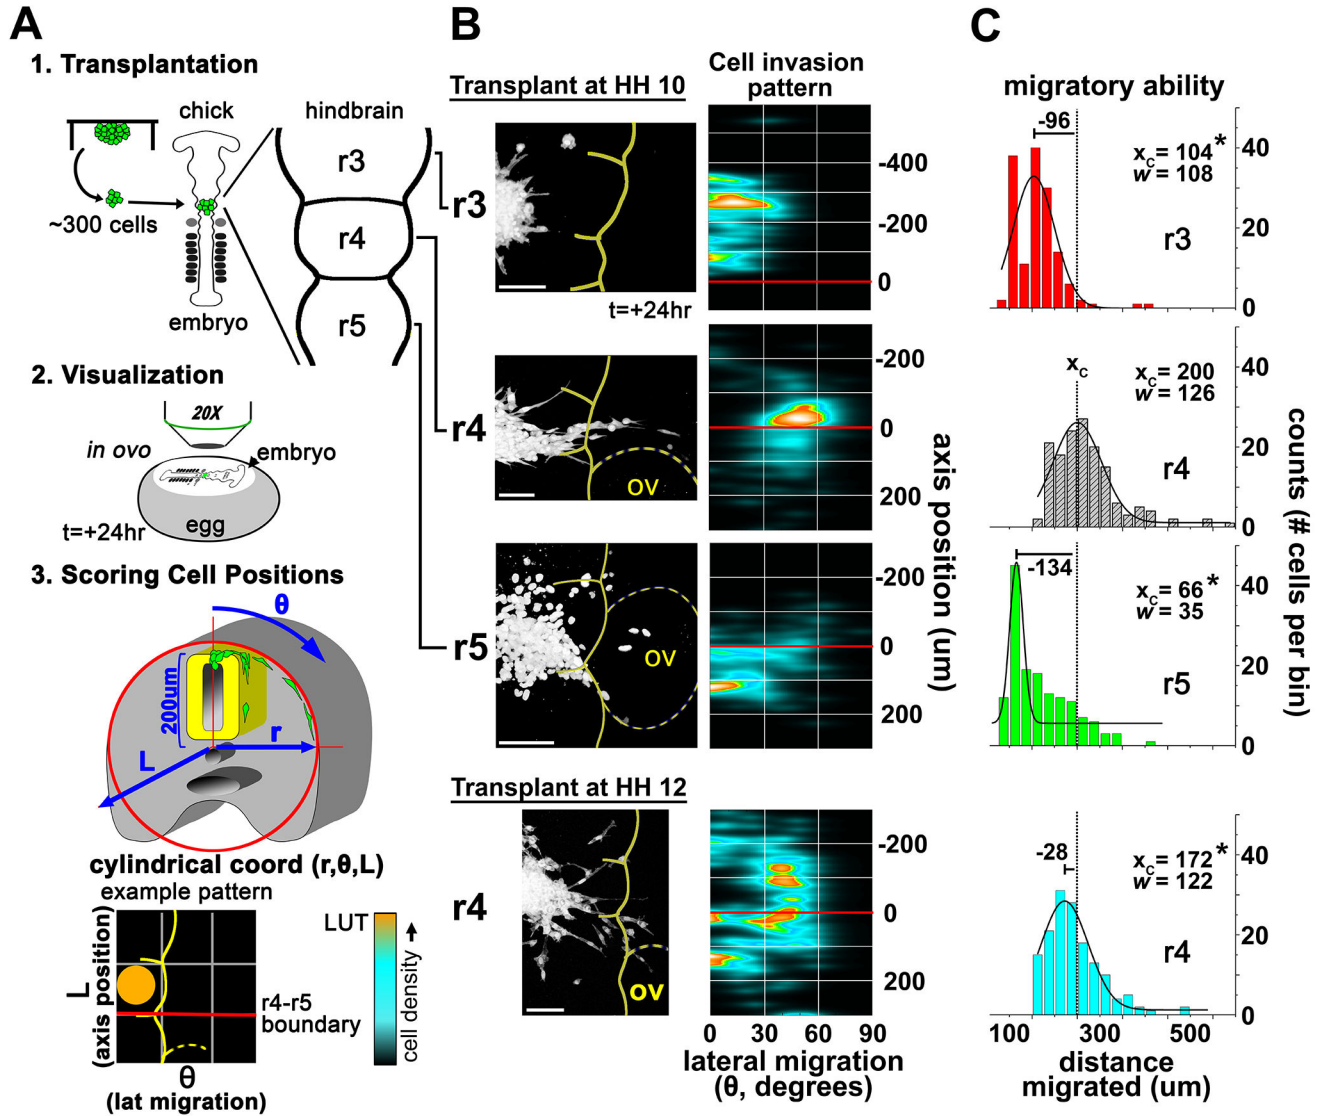 A
1. Transplantation
chick
hindbrain
r3
r4
r5
~300 cells
embryo
2. Visualization
20X
in ovo
embryo
egg
t=+24hr
3. Scoring Cell Positions
θ
200um
r
L
cylindrical coord (r,θ,L)
example pattern
LUT
L
(axis position)
cell density
r4-r5
boundary
θ
(lat migration)
B
Transplant at HH 10
Cell invasion
pattern
r3
-400
-200
0
t=+24hr
r4
OV
-200
0
200
r5
OV
-200
0
200
axis position (um)
Transplant at HH 12
r4
OV
-200
0
200
0 30 60 90
lateral migration
(θ, degrees)
C
migratory ability
-96
xc= 104*
w = 108
r3
40
20
0
xc
xc= 200
w = 126
r4
40
20
0
-134
xc= 66*
w = 35
r5
40
20
0
counts (# cells per bin)
-28
xc= 172*
w = 122
r4
40
20
0
100 300 500
distance
migrated (um)